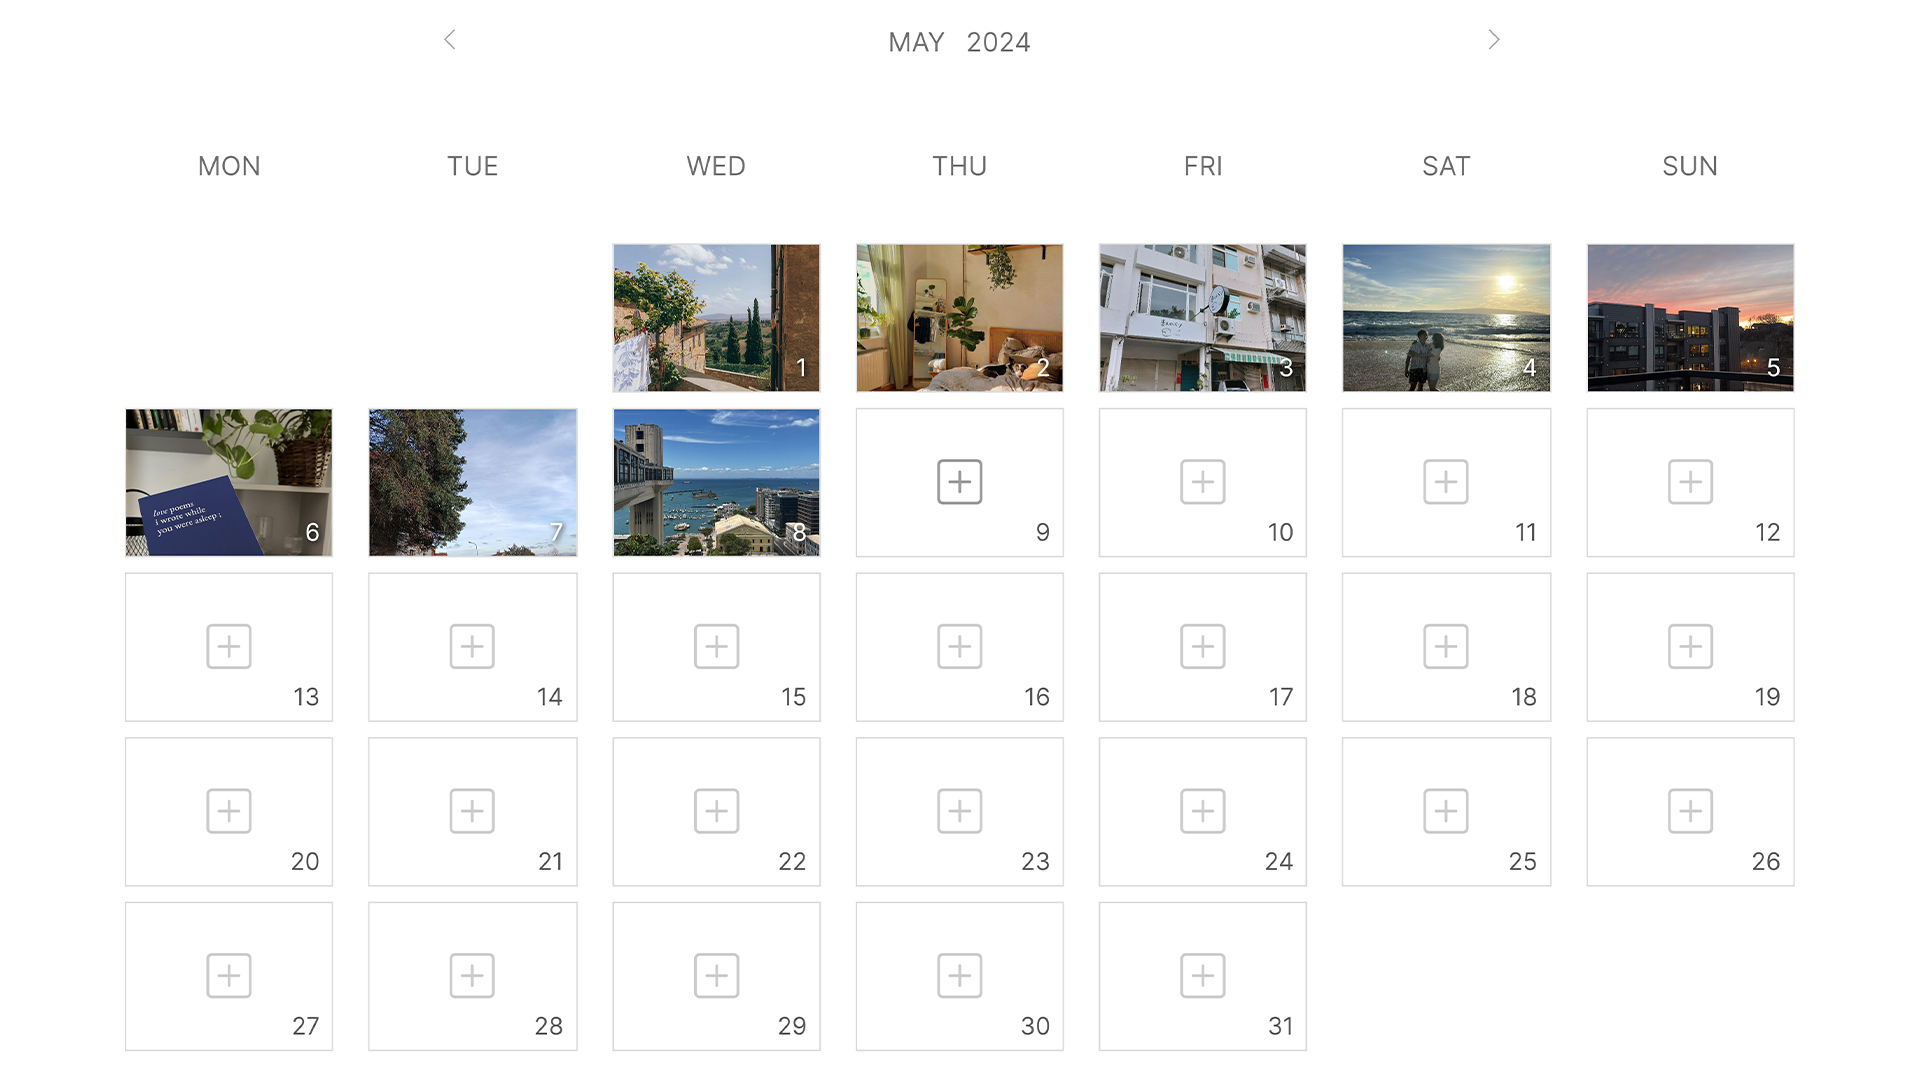 MAY 2024
MON TUE WED THU FRI SAT SUN
1 2 3 4 5
love poems
i wrote while
you were asleep ;
6 7 8 9 10 11 12
13 14 15 16 17 18 19
20 21 22 23 24 25 26
27 28 29 30 31